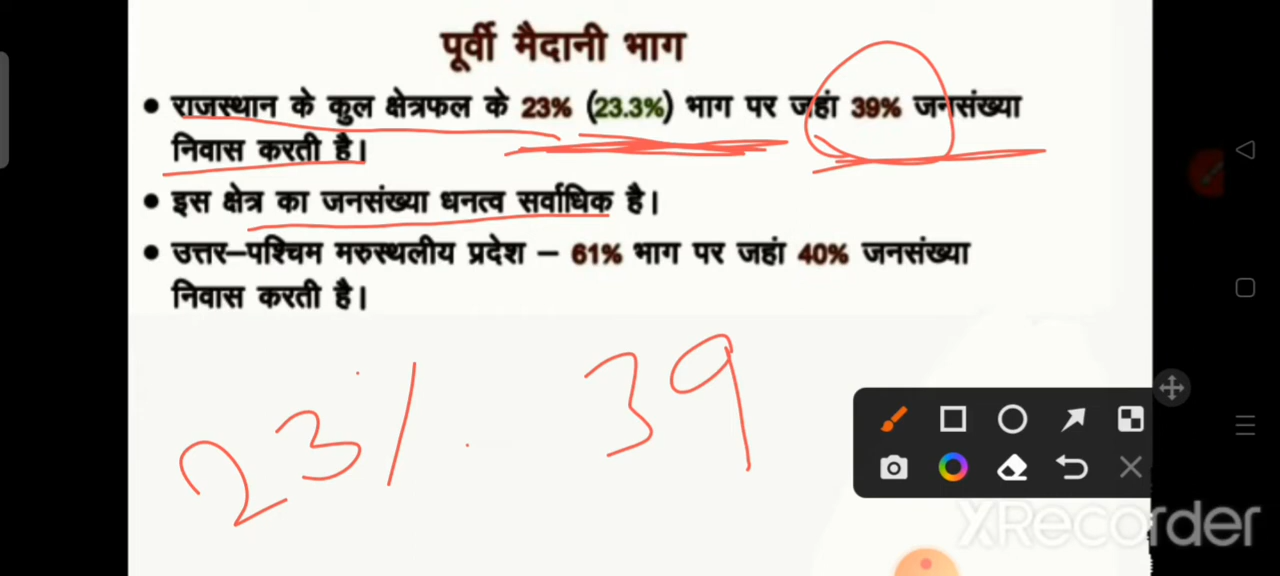 पूर्वी मैदानी भाग
• राजस्थान के कुल क्षेत्रफल के 23% (23.3%) भाग पर जहां 39% जनसंख्या
निवास करती है।
• इस क्षेत्र का जनसंख्या धनत्व सर्वाधिक है।
• उत्तर–पश्चिम मरुस्थलीय प्रदेश – 61% भाग पर जहां 40% जनसंख्या
निवास करती है।
23% 39
XRecorder